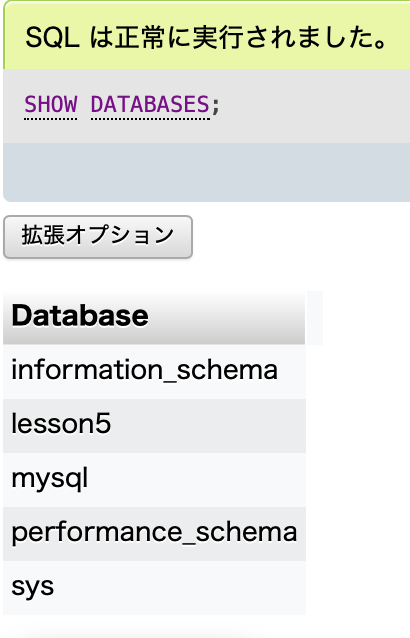 SQL は正常に実行されました。
SHOW DATABASES;
拡張オプション
Database
information_schema
lesson5
mysql
performance_schema
sys